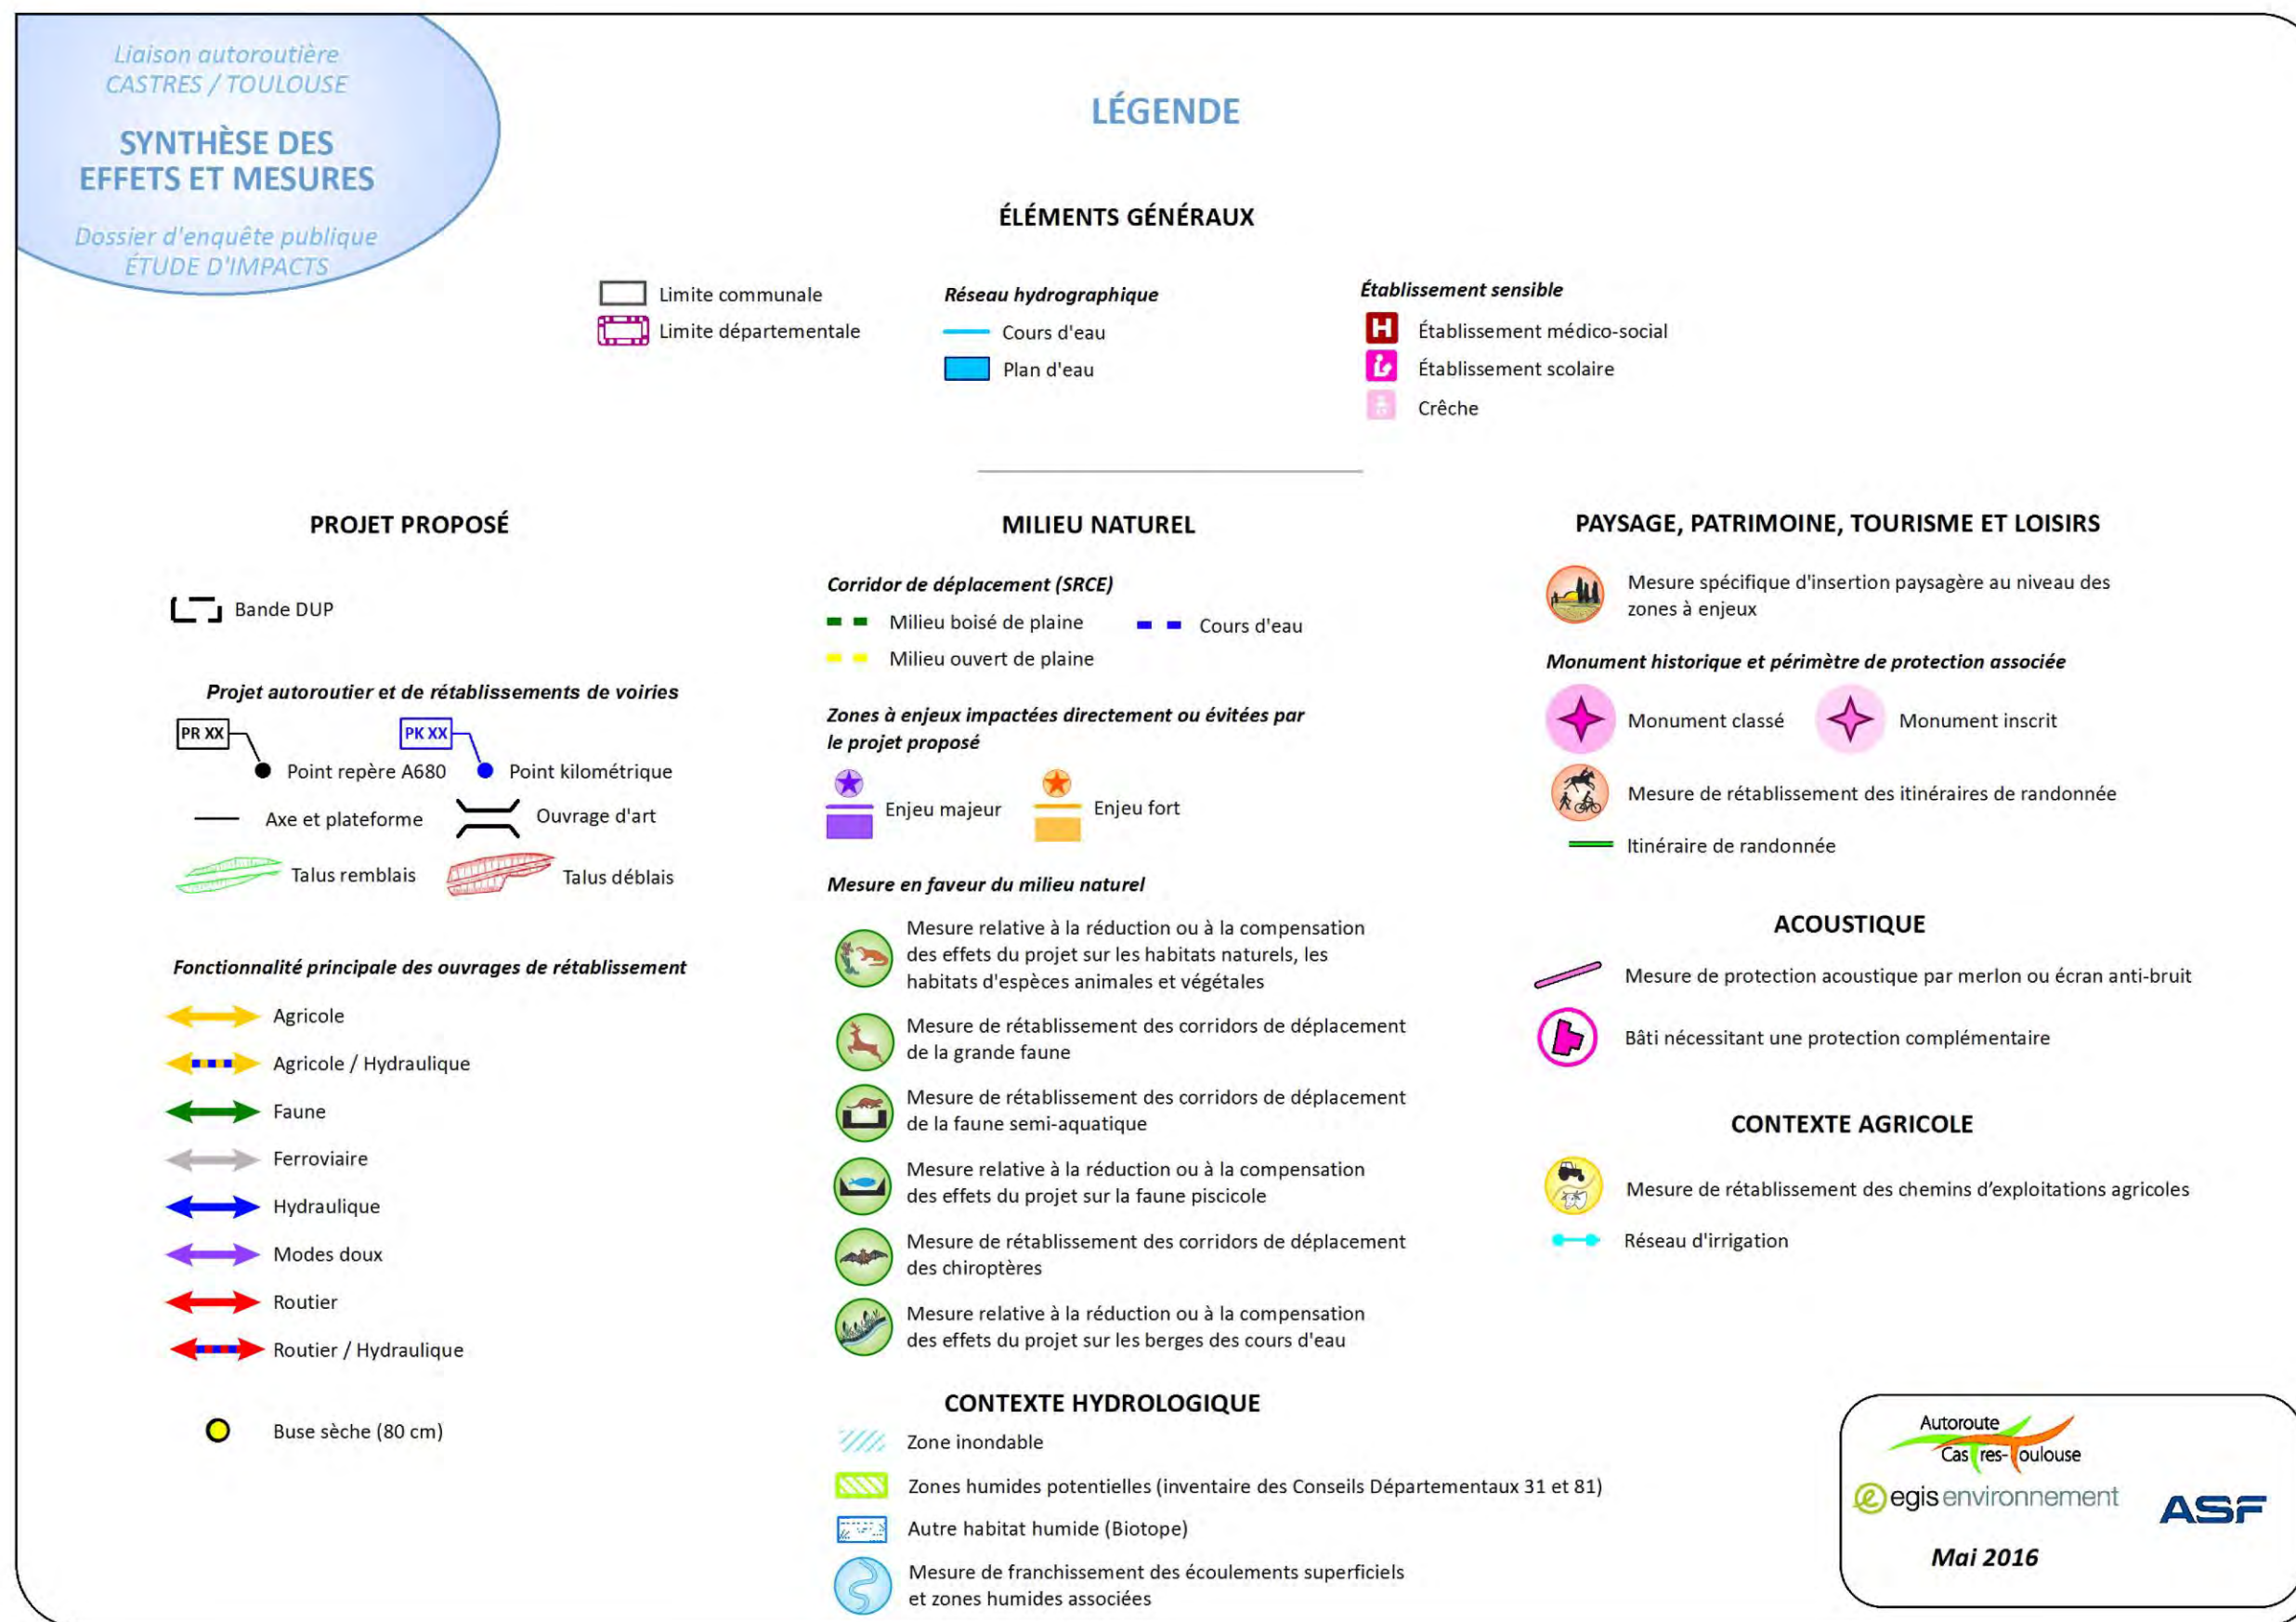 Liaison autoroutière
CASTRES / TOULOUSE
SYNTHÈSE DES
EFFETS ET MESURES
Dossier d'enquête publique
ÉTUDE D'IMPACTS
LÉGENDE
ÉLÉMENTS GÉNÉRAUX
Limite communale
Limite départementale
Réseau hydrographique
Cours d'eau
Plan d'eau
Établissement sensible
H
Établissement médico-social
Établissement scolaire
Crêche
PROJET PROPOSÉ
Bande DUP
Projet autoroutier et de rétablissements de voiries
PR XX
PK XX
Point repère A680
Point kilométrique
Axe et plateforme
Ouvrage d'art
Talus remblais
Talus déblais
Fonctionnalité principale des ouvrages de rétablissement
Agricole
Agricole / Hydraulique
Faune
Ferroviaire
Hydraulique
Modes doux
Routier
Routier / Hydraulique
Buse sèche (80 cm)
MILIEU NATUREL
Corridor de déplacement (SRCE)
Milieu boisé de plaine
Cours d'eau
Milieu ouvert de plaine
Zones à enjeux impactées directement ou évitées par
le projet proposé
Enjeu majeur
Enjeu fort
Mesure en faveur du milieu naturel
Mesure relative à la réduction ou à la compensation
des effets du projet sur les habitats naturels, les
habitats d'espèces animales et végétales
Mesure de rétablissement des corridors de déplacement
de la grande faune
Mesure de rétablissement des corridors de déplacement
de la faune semi-aquatique
Mesure relative à la réduction ou à la compensation
des effets du projet sur la faune piscicole
Mesure de rétablissement des corridors de déplacement
des chiroptères
Mesure relative à la réduction ou à la compensation
des effets du projet sur les berges des cours d'eau
CONTEXTE HYDROLOGIQUE
Zone inondable
Zones humides potentielles (inventaire des Conseils Départementaux 31 et 81)
Autre habitat humide (Biotope)
Mesure de franchissement des écoulements superficiels
et zones humides associées
PAYSAGE, PATRIMOINE, TOURISME ET LOISIRS
Mesure spécifique d'insertion paysagère au niveau des
zones à enjeux
Monument historique et périmètre de protection associée
Monument classé
Monument inscrit
Mesure de rétablissement des itinéraires de randonnée
Itinéraire de randonnée
ACOUSTIQUE
Mesure de protection acoustique par merlon ou écran anti-bruit
Bâti nécessitant une protection complémentaire
CONTEXTE AGRICOLE
Mesure de rétablissement des chemins d'exploitations agricoles
Réseau d'irrigation
Autoroute
Castres-Toulouse
egis environnement
ASF
Mai 2016